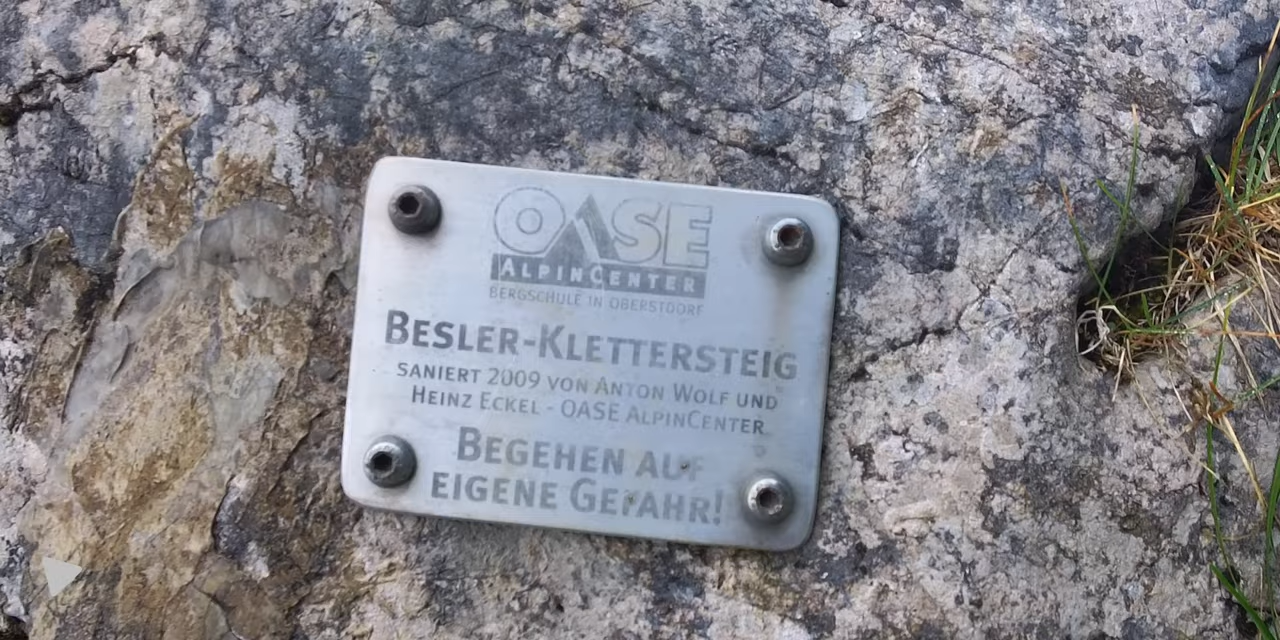 OASE
ALPINCENTER
BERGSCHULE IN OBERSTDORF
BESLER-KLETTERSTEIG
SANIERT 2009 VON ANTON WOLF UND
HEINZ ECKEL - OASE ALPINCENTER
BEGEHEN AUF
EIGENE GEFAHR!